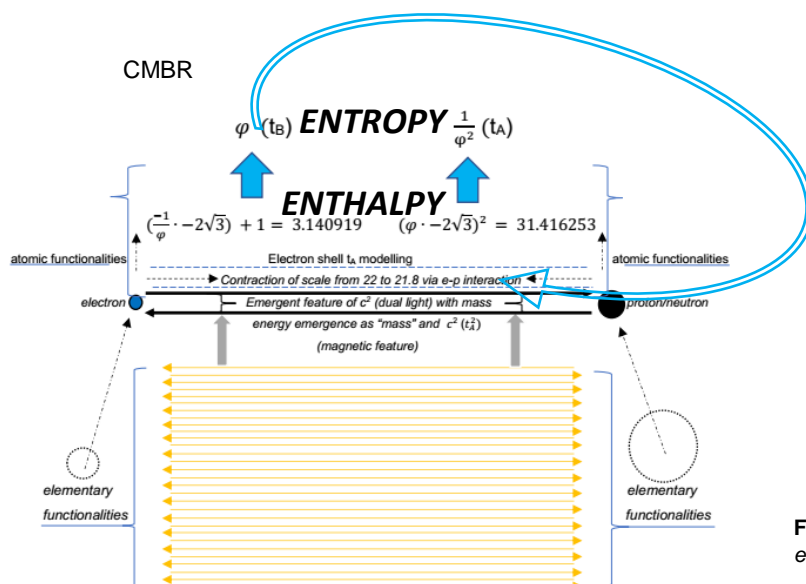 CMBR
φ (tB) ENTROPY 1/φ² (tA)
ENTHALPY
(-1/φ · -2√3) + 1 = 3.140919 (φ · -2√3)² = 31.416253
atomic functionalities Electron shell tA modelling atomic functionalities
Contraction of scale from 22 to 21.8 via e-p interaction
electron Emergent feature of c² (dual light) with mass proton/neutron
energy emergence as “mass” and c² (tA²)
(magnetic feature)
elementary elementary
functionalities functionalities
F
e